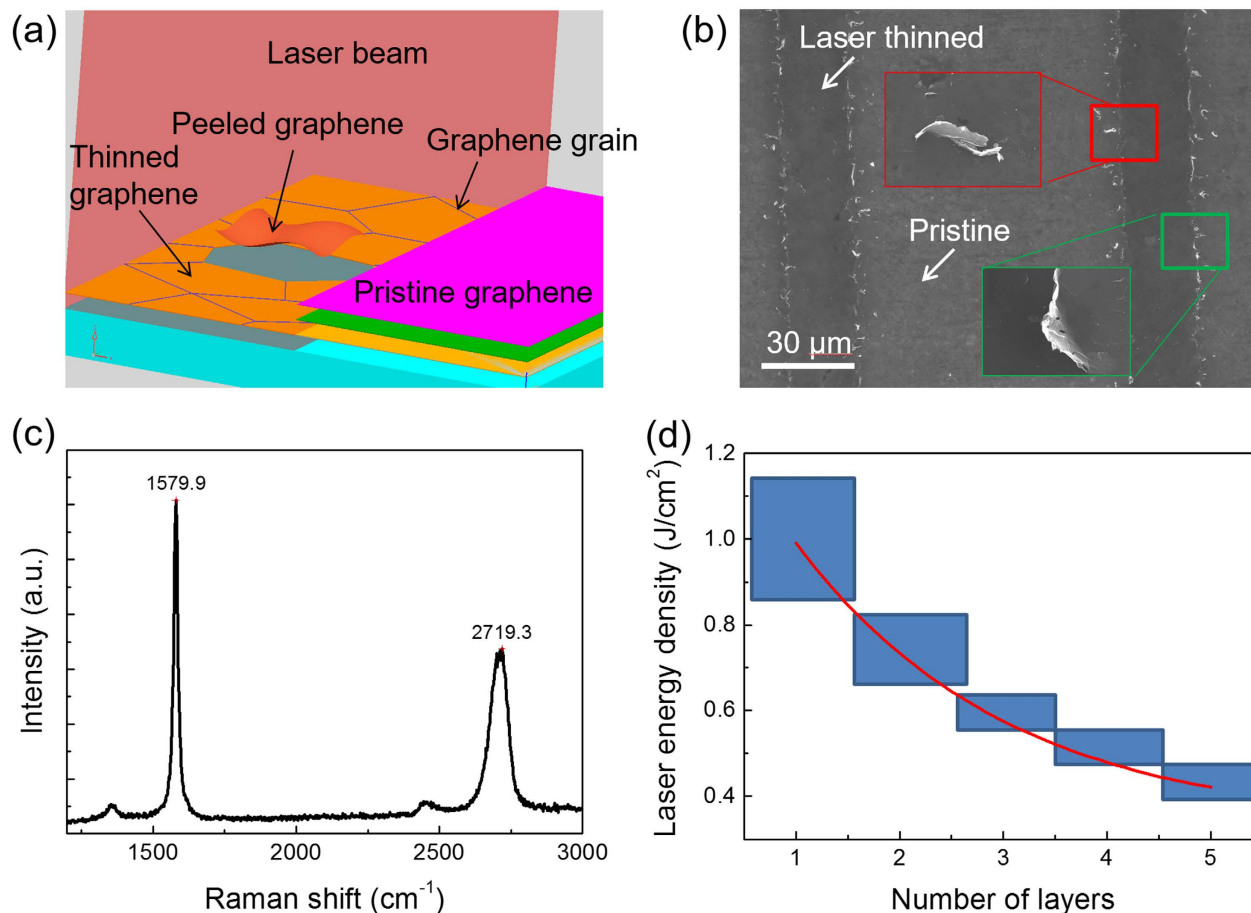 (a)
Laser beam
Peeled graphene
Graphene grain
Thinned
graphene
Pristine graphene
(b)
Laser thinned
Pristine
30 µm
(c)
1579.9
2719.3
Intensity (a.u.)
1500
2000
2500
3000
Raman shift (cm⁻¹)
(d)
1.2
1.0
0.8
0.6
0.4
Laser energy density (J/cm²)
1
2
3
4
5
Number of layers